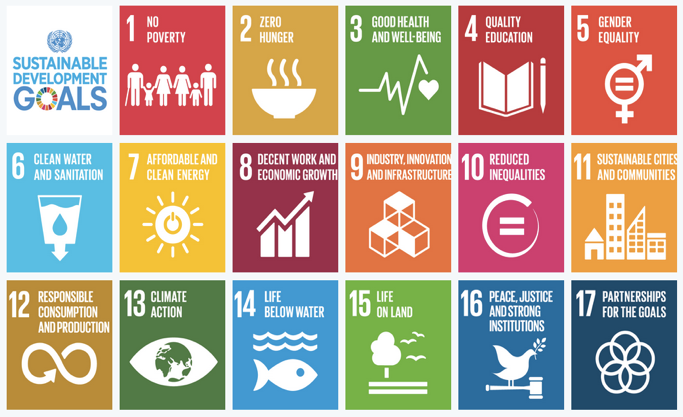 SUSTAINABLE
DEVELOPMENT
GOALS
1 NO
POVERTY
2 ZERO
HUNGER
3 GOOD HEALTH
AND WELL-BEING
4 QUALITY
EDUCATION
5 GENDER
EQUALITY
6 CLEAN WATER
AND SANITATION
7 AFFORDABLE AND
CLEAN ENERGY
8 DECENT WORK AND
ECONOMIC GROWTH
9 INDUSTRY, INNOVATION
AND INFRASTRUCTURE
10 REDUCED
INEQUALITIES
11 SUSTAINABLE CITIES
AND COMMUNITIES
12 RESPONSIBLE
CONSUMPTION
AND PRODUCTION
13 CLIMATE
ACTION
14 LIFE
BELOW WATER
15 LIFE
ON LAND
16 PEACE, JUSTICE
AND STRONG
INSTITUTIONS
17 PARTNERSHIPS
FOR THE GOALS